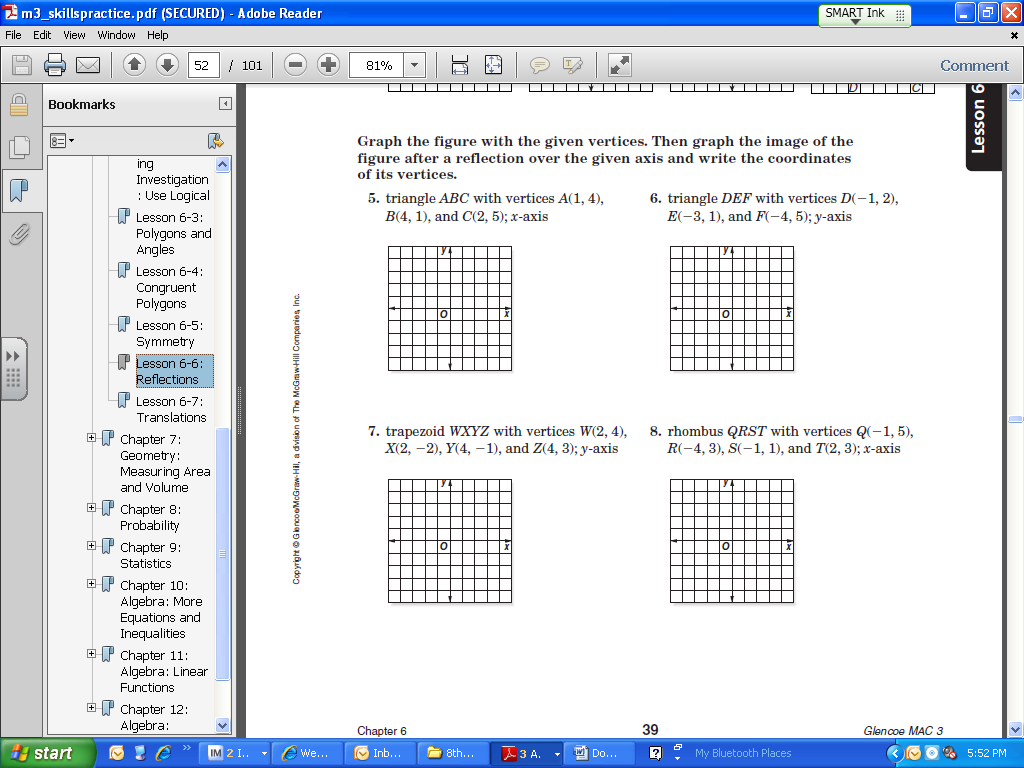 m3_skillspractice.pdf (SECURED) - Adobe Reader
SMART Ink
File Edit View Window Help
52 / 101
81%
Comment
Bookmarks
ing
Investigation
: Use Logical
Lesson 6-3:
Polygons and
Angles
Lesson 6-4:
Congruent
Polygons
Lesson 6-5:
Symmetry
Lesson 6-6:
Reflections
Lesson 6-7:
Translations
Chapter 7:
Geometry:
Measuring Area
and Volume
Chapter 8:
Probability
Chapter 9:
Statistics
Chapter 10:
Algebra: More
Equations and
Inequalities
Chapter 11:
Algebra: Linear
Functions
Chapter 12:
Algebra:
D C
Lesson 6
Graph the figure with the given vertices. Then graph the image of the
figure after a reflection over the given axis and write the coordinates
of its vertices.
5. triangle ABC with vertices A(1, 4),
B(4, 1), and C(2, 5); x-axis
y
O x
6. triangle DEF with vertices D(−1, 2),
E(−3, 1), and F(−4, 5); y-axis
y
O x
7. trapezoid WXYZ with vertices W(2, 4),
X(2, −2), Y(4, −1), and Z(4, 3); y-axis
y
O x
8. rhombus QRST with vertices Q(−1, 5),
R(−4, 3), S(−1, 1), and T(2, 3); x-axis
y
O x
Copyright © Glencoe/McGraw-Hill, a division of The McGraw-Hill Companies, Inc.
Chapter 6
39
Glencoe MAC 3
start
IM 2 I...
We...
Inb...
8th...
3 A.
Do...
My Bluetooth Places
5:52 PM